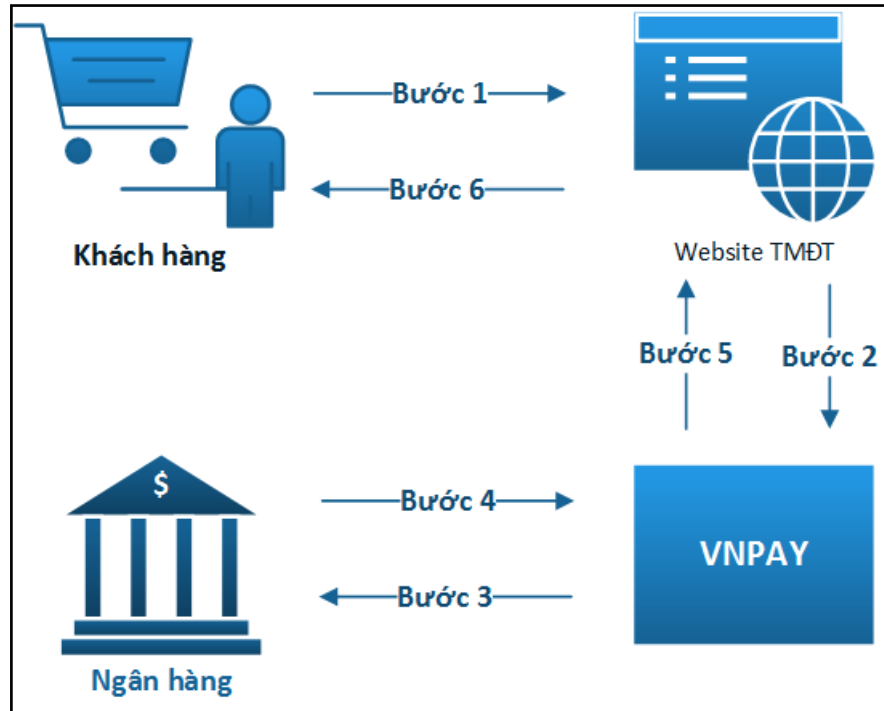 Bước 1
Bước 6
Khách hàng
Website TMĐT
Bước 5
Bước 2
$
Bước 4
VNPAY
Bước 3
Ngân hàng